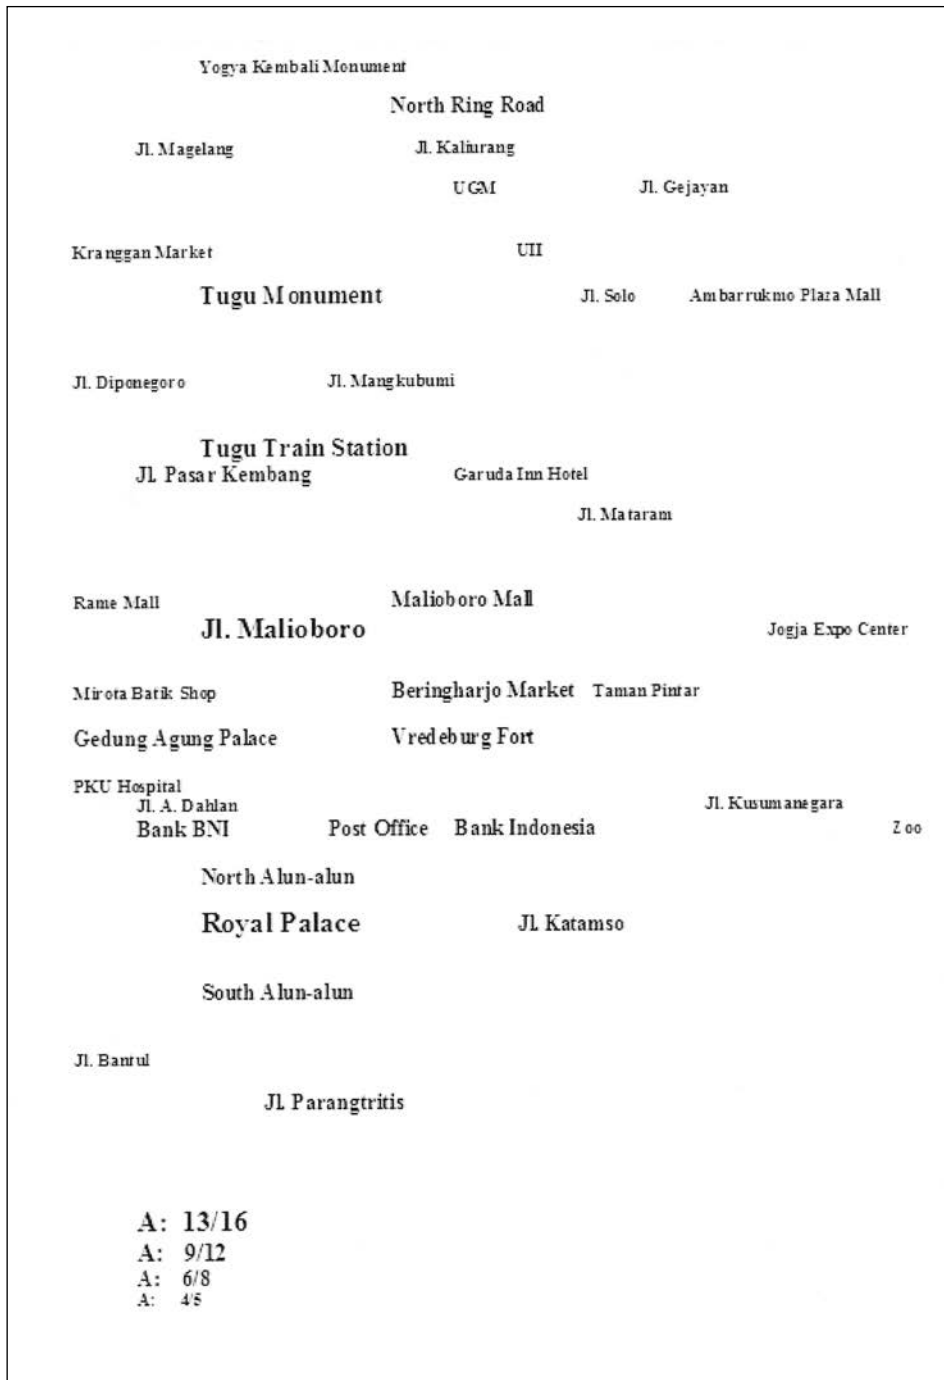 Yogya Kembali Monument
North Ring Road
Jl. Magelang Jl. Kaliurang
UGM Jl. Gejayan
Kranggan Market UII
Tugu Monument Jl. Solo Ambarrukmo Plaza Mall
Jl. Diponegoro Jl. Mangkubumi
Tugu Train Station
Jl. Pasar Kembang Garuda Inn Hotel
Jl. Mataram
Rame Mall Malioboro Mall
Jl. Malioboro Jogja Expo Center
Mirota Batik Shop Beringharjo Market Taman Pintar
Gedung Agung Palace Vredeburg Fort
PKU Hospital
Jl. A. Dahlan Jl. Kusumanegara
Bank BNI Post Office Bank Indonesia Zoo
North Alun-alun
Royal Palace Jl. Katamso
South Alun-alun
Jl. Bantul
Jl. Parangtritis
A: 13/16
A: 9/12
A: 6/8
A: 4/5